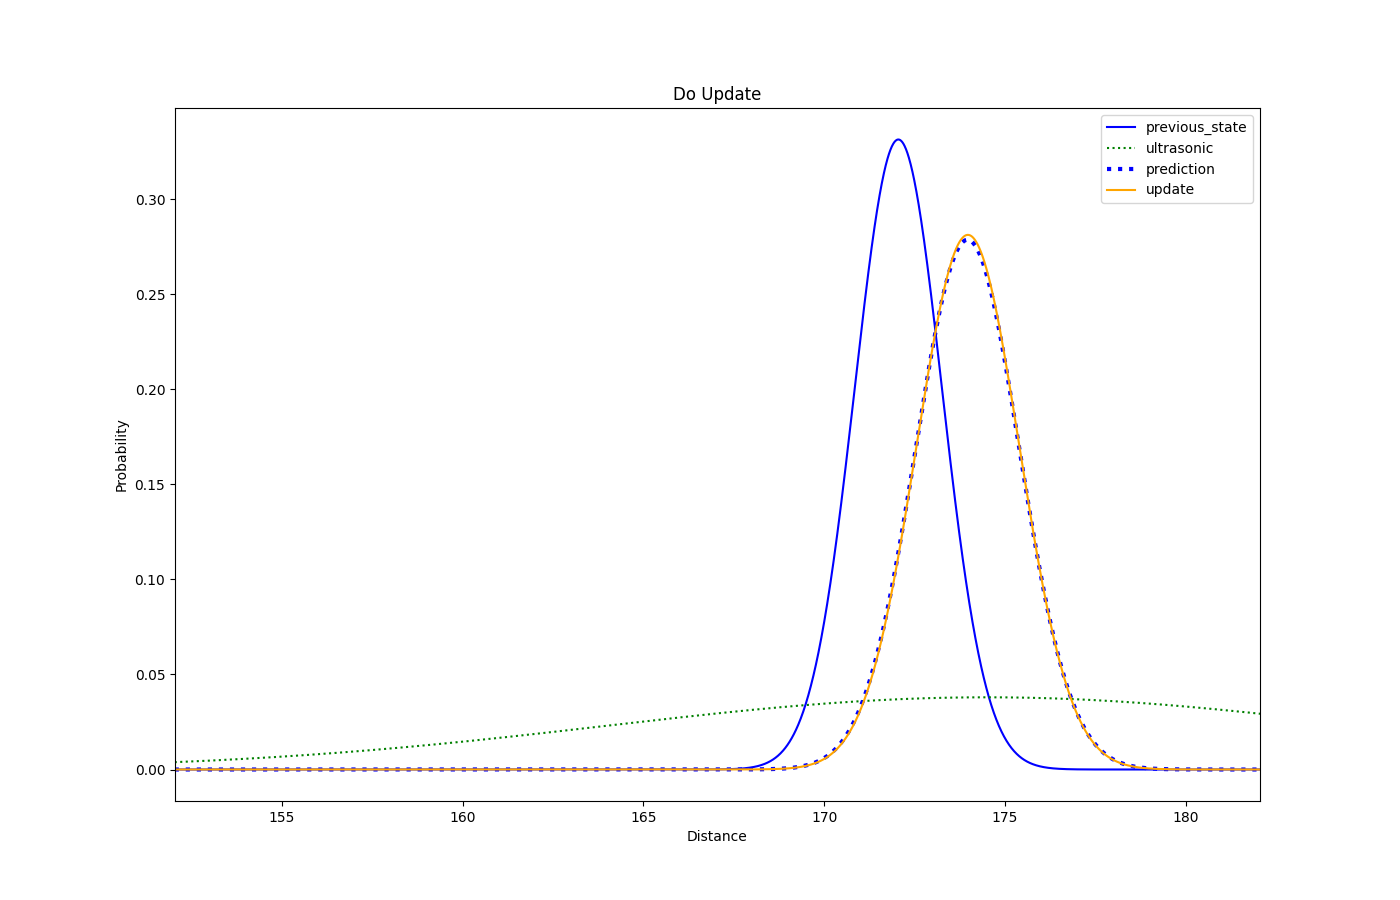 Do Update
previous_state
ultrasonic
prediction
update
Probability
0.30
0.25
0.20
0.15
0.10
0.05
0.00
155 160 165 170 175 180
Distance